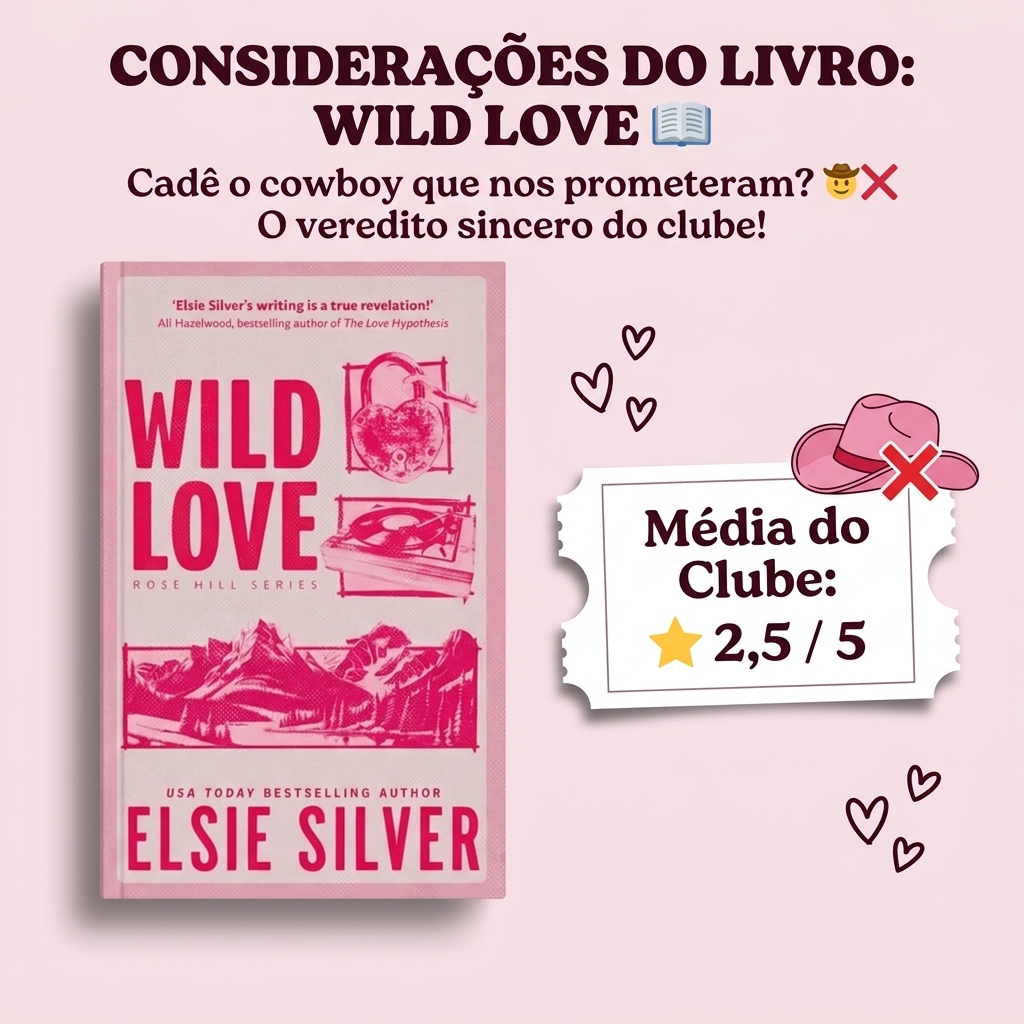 CONSIDERAÇÕES DO LIVRO:
WILD LOVE 📖
Cadê o cowboy que nos prometeram? 🤠❌
O veredito sincero do clube!
'Elsie Silver's writing is a true revelation!'
Ali Hazelwood, bestselling author of The Love Hypothesis
WILD
LOVE
ROSE HILL SERIES
USA TODAY BESTSELLING AUTHOR
ELSIE SILVER
Média do
Clube:
⭐ 2,5 / 5